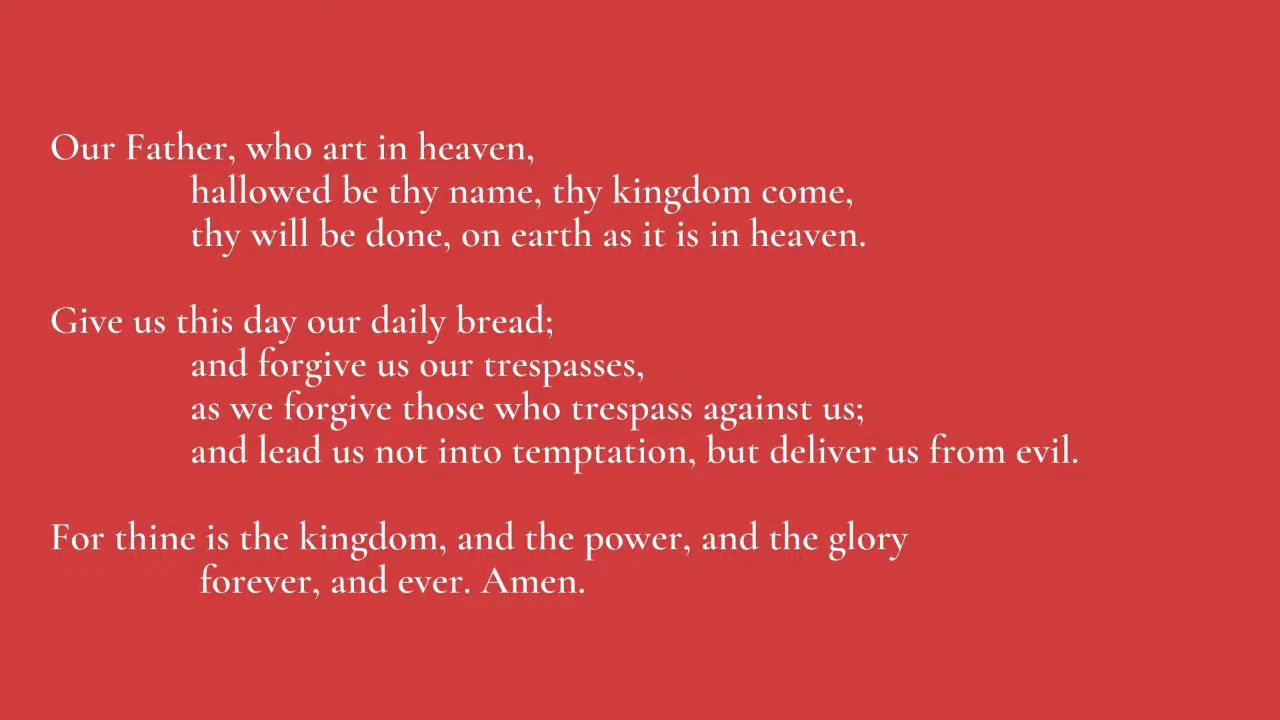 Our Father, who art in heaven,
hallowed be thy name, thy kingdom come,
thy will be done, on earth as it is in heaven.
Give us this day our daily bread;
and forgive us our trespasses,
as we forgive those who trespass against us;
and lead us not into temptation, but deliver us from evil.
For thine is the kingdom, and the power, and the glory
forever, and ever. Amen.